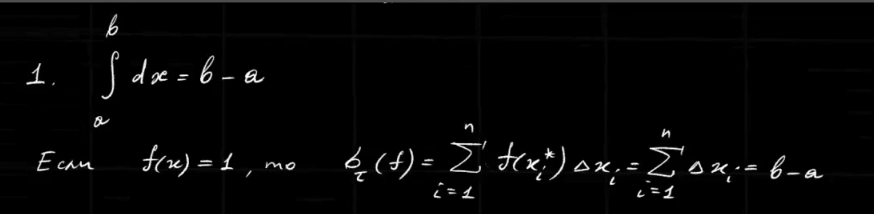 1. ∫ₐᵇ dx = b - a
Если f(x) = 1, то σ_τ(f) = Σᵢ₌₁ⁿ f(xᵢ*) Δxᵢ = Σᵢ₌₁ⁿ Δxᵢ = b - a